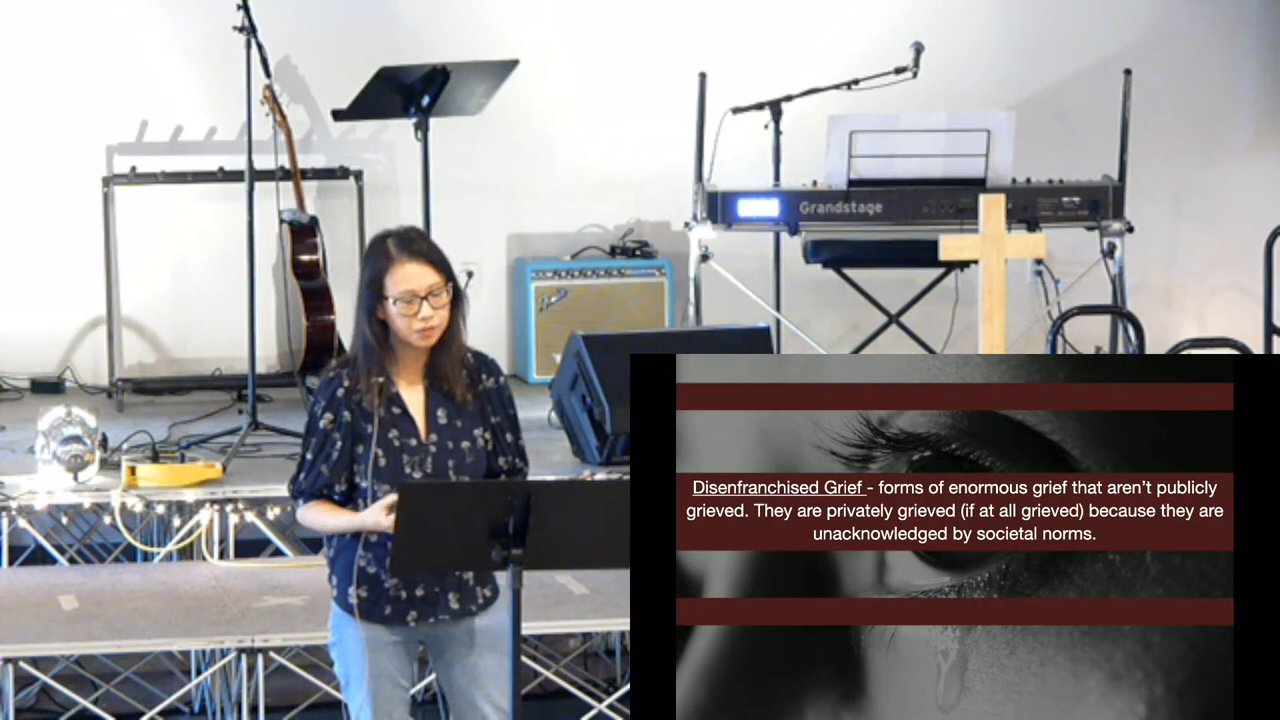 Grandstage
Fender
Disenfranchised Grief - forms of enormous grief that aren't publicly
grieved. They are privately grieved (if at all grieved) because they are
unacknowledged by societal norms.